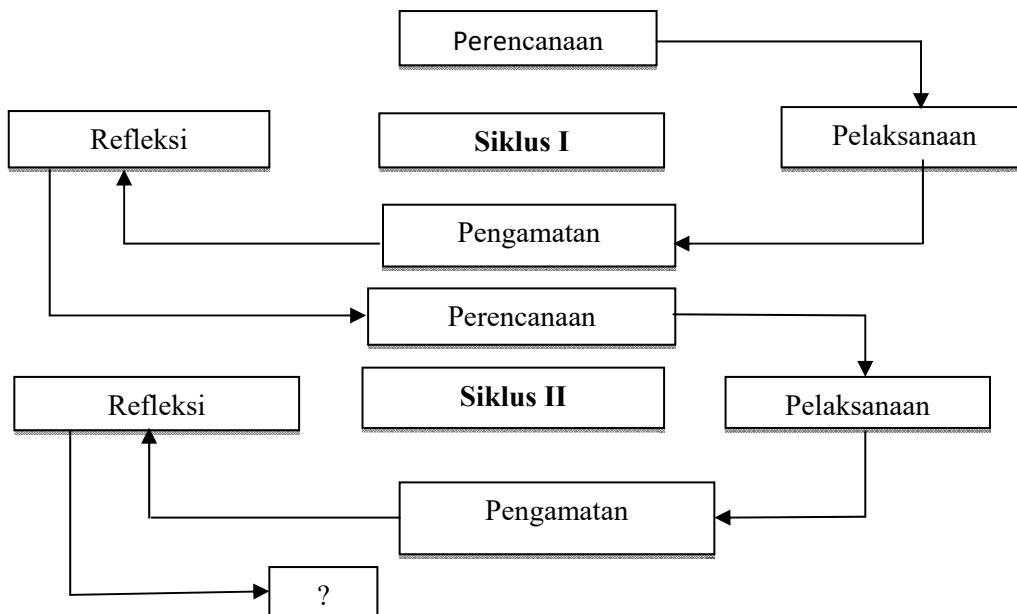 Perencanaan
Refleksi
Siklus I
Pelaksanaan
Pengamatan
Perencanaan
Refleksi
Siklus II
Pelaksanaan
Pengamatan
?